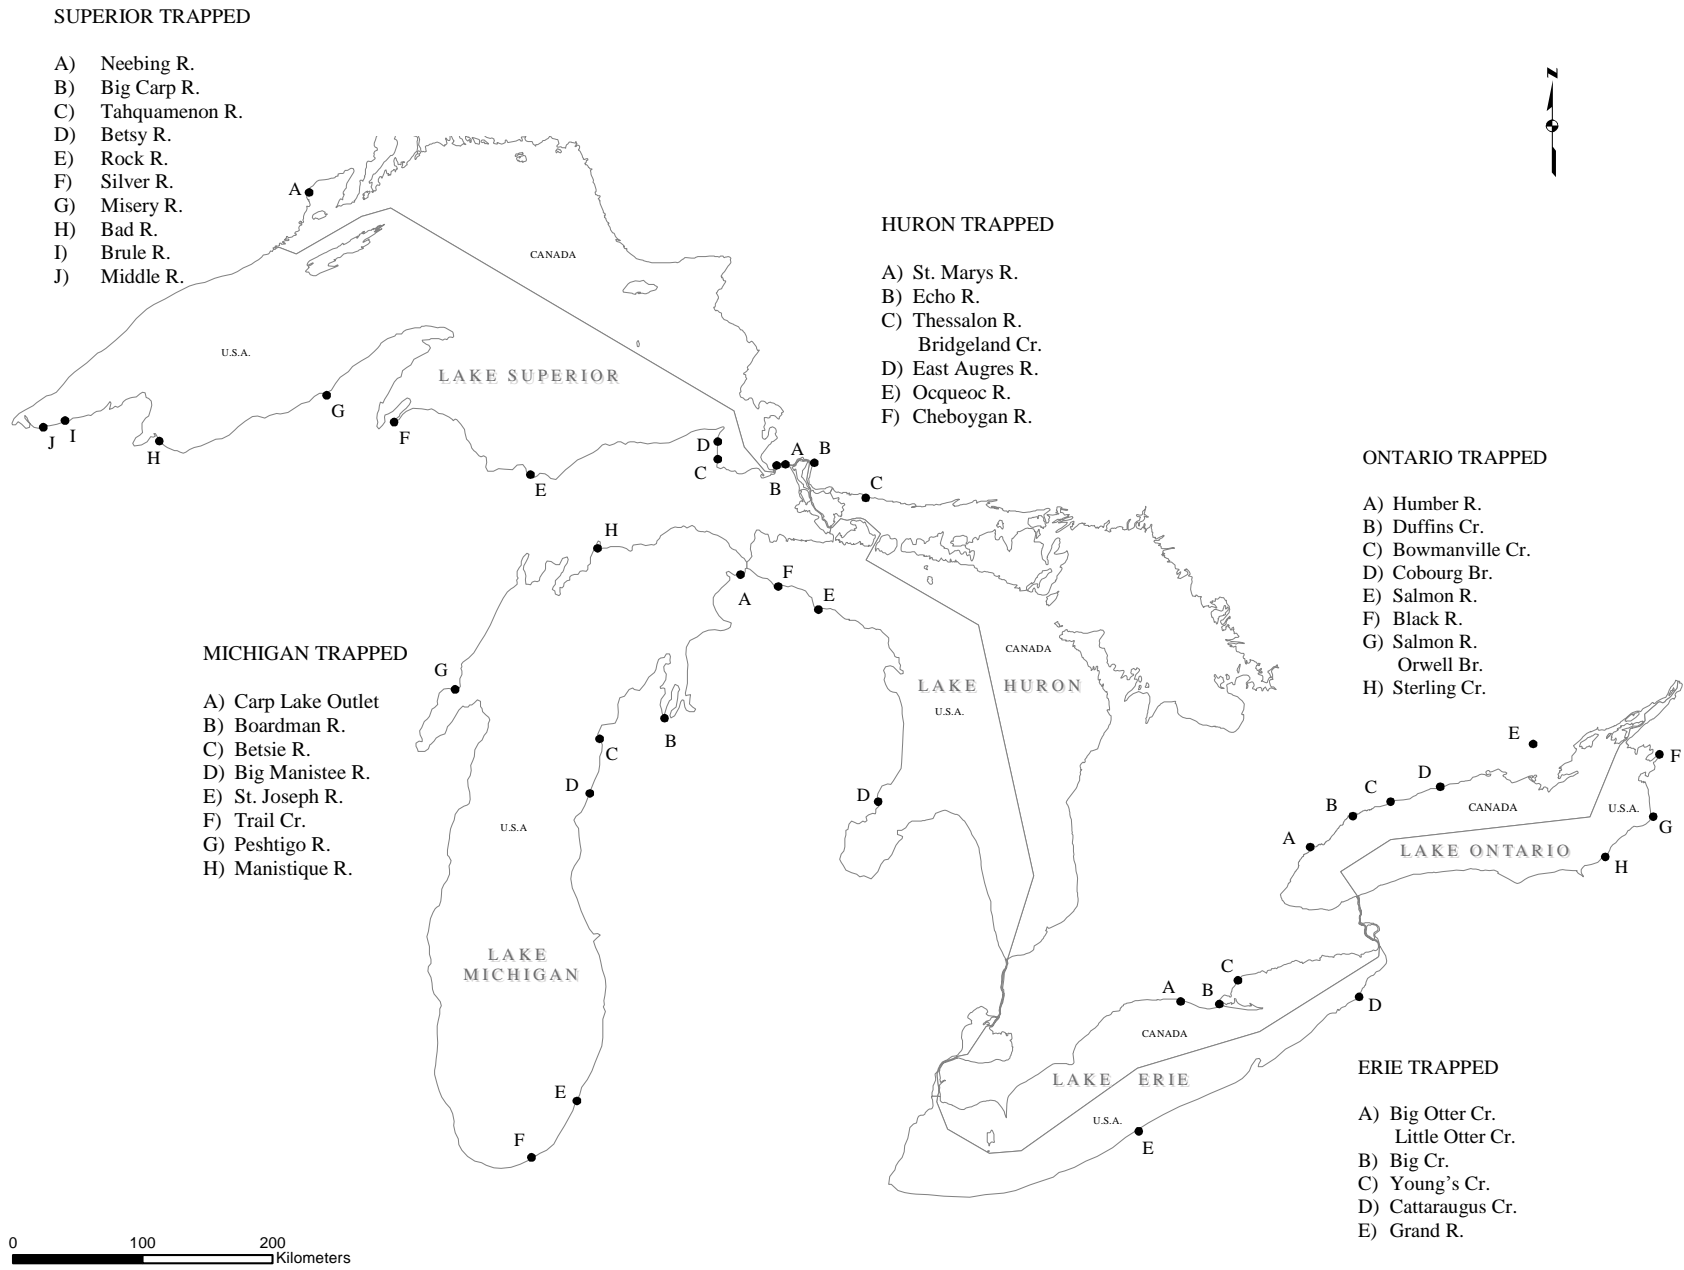 SUPERIOR TRAPPED
A) Neebing R.
B) Big Carp R.
C) Tahquamenon R.
D) Betsy R.
E) Rock R.
F) Silver R.
G) Misery R.
H) Bad R.
I) Brule R.
J) Middle R.
N
HURON TRAPPED
A) St. Marys R.
B) Echo R.
C) Thessalon R.
Bridgeland Cr.
D) East Augres R.
E) Ocqueoc R.
F) Cheboygan R.
ONTARIO TRAPPED
A) Humber R.
B) Duffins Cr.
C) Bowmanville Cr.
D) Cobourg Br.
E) Salmon R.
F) Black R.
G) Salmon R.
Orwell Br.
H) Sterling Cr.
MICHIGAN TRAPPED
A) Carp Lake Outlet
B) Boardman R.
C) Betsie R.
D) Big Manistee R.
E) St. Joseph R.
F) Trail Cr.
G) Peshtigo R.
H) Manistique R.
ERIE TRAPPED
A) Big Otter Cr.
Little Otter Cr.
B) Big Cr.
C) Young's Cr.
D) Cattaraugus Cr.
E) Grand R.
A
CANADA
U.S.A.
LAKE SUPERIOR
G
J
I
H
F
E
D
C
B
A
B
C
H
A
F
E
G
B
C
D
U.S.A
LAKE
MICHIGAN
E
F
CANADA
LAKE HURON
U.S.A.
D
E
F
D
C
B
A
CANADA
U.S.A.
G
LAKE ONTARIO
H
C
A
B
D
CANADA
LAKE ERIE
U.S.A.
E
0 100 200
Kilometers